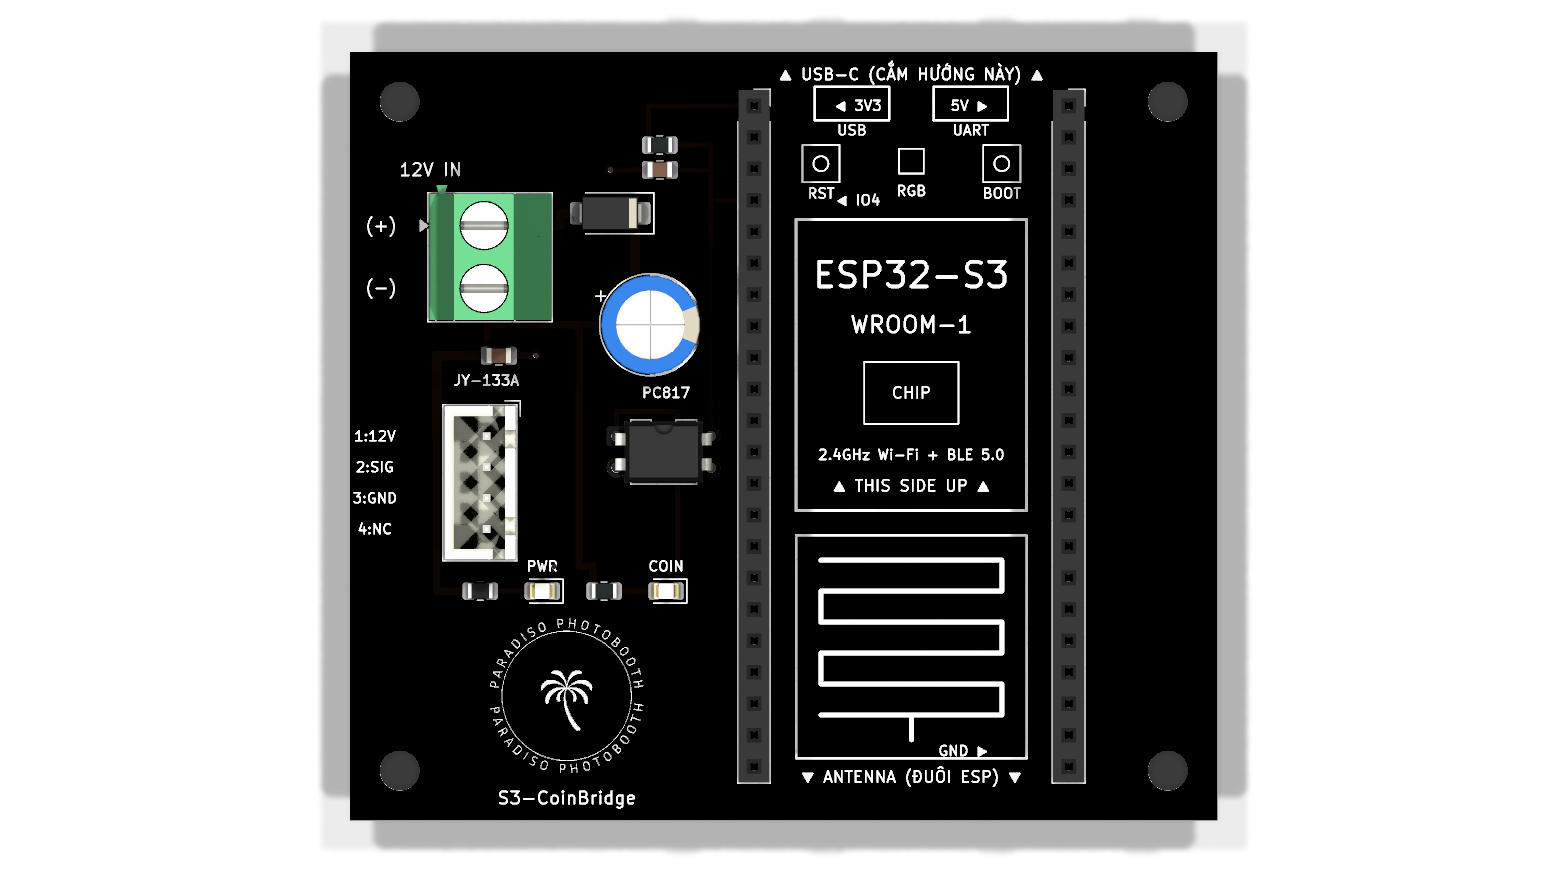 ▲ USB-C (CẮM HƯỚNG NÀY) ▲
◄ 3V3
5V ►
USB
UART
12V IN
RST
◄ IO4
RGB
BOOT
(+)
(-)
ESP32-S3
WROOM-1
JY-133A
PC817
CHIP
1:12V
2:SIG
3:GND
4:NC
2.4GHz Wi-Fi + BLE 5.0
▲ THIS SIDE UP ▲
PWR
COIN
PARADISO PHOTOBOOTH
PARADISO PHOTOBOOTH
GND ►
▼ ANTENNA (ĐUÔI ESP) ▼
S3-CoinBridge